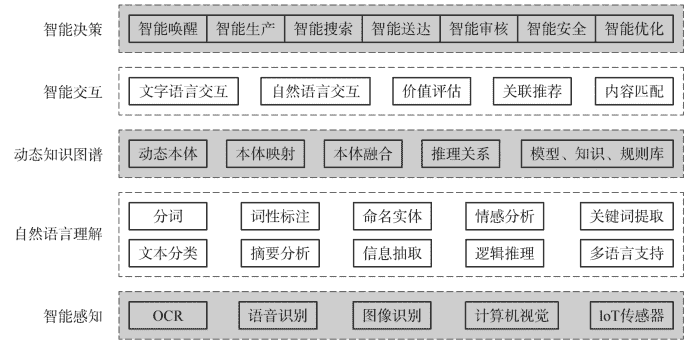 智能决策 智能唤醒 智能生产 智能搜索 智能送达 智能审核 智能安全 智能优化
智能交互 文字语言交互 自然语言交互 价值评估 关联推荐 内容匹配
动态知识图谱 动态本体 本体映射 本体融合 推理关系 模型、知识、规则库
分词 词性标注 命名实体 情感分析 关键词提取
自然语言理解
文本分类 摘要分析 信息抽取 逻辑推理 多语言支持
智能感知 OCR 语音识别 图像识别 计算机视觉 loT传感器